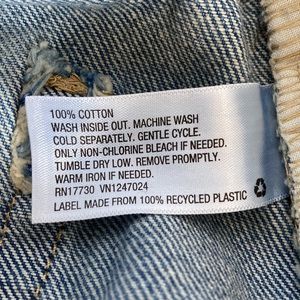 100% COTTON
WASH INSIDE OUT. MACHINE WASH
COLD SEPARATELY. GENTLE CYCLE.
ONLY NON-CHLORINE BLEACH IF NEEDED.
TUMBLE DRY LOW. REMOVE PROMPTLY.
WARM IRON IF NEEDED.
RN17730 VN1247024
LABEL MADE FROM 100% RECYCLED PLASTIC